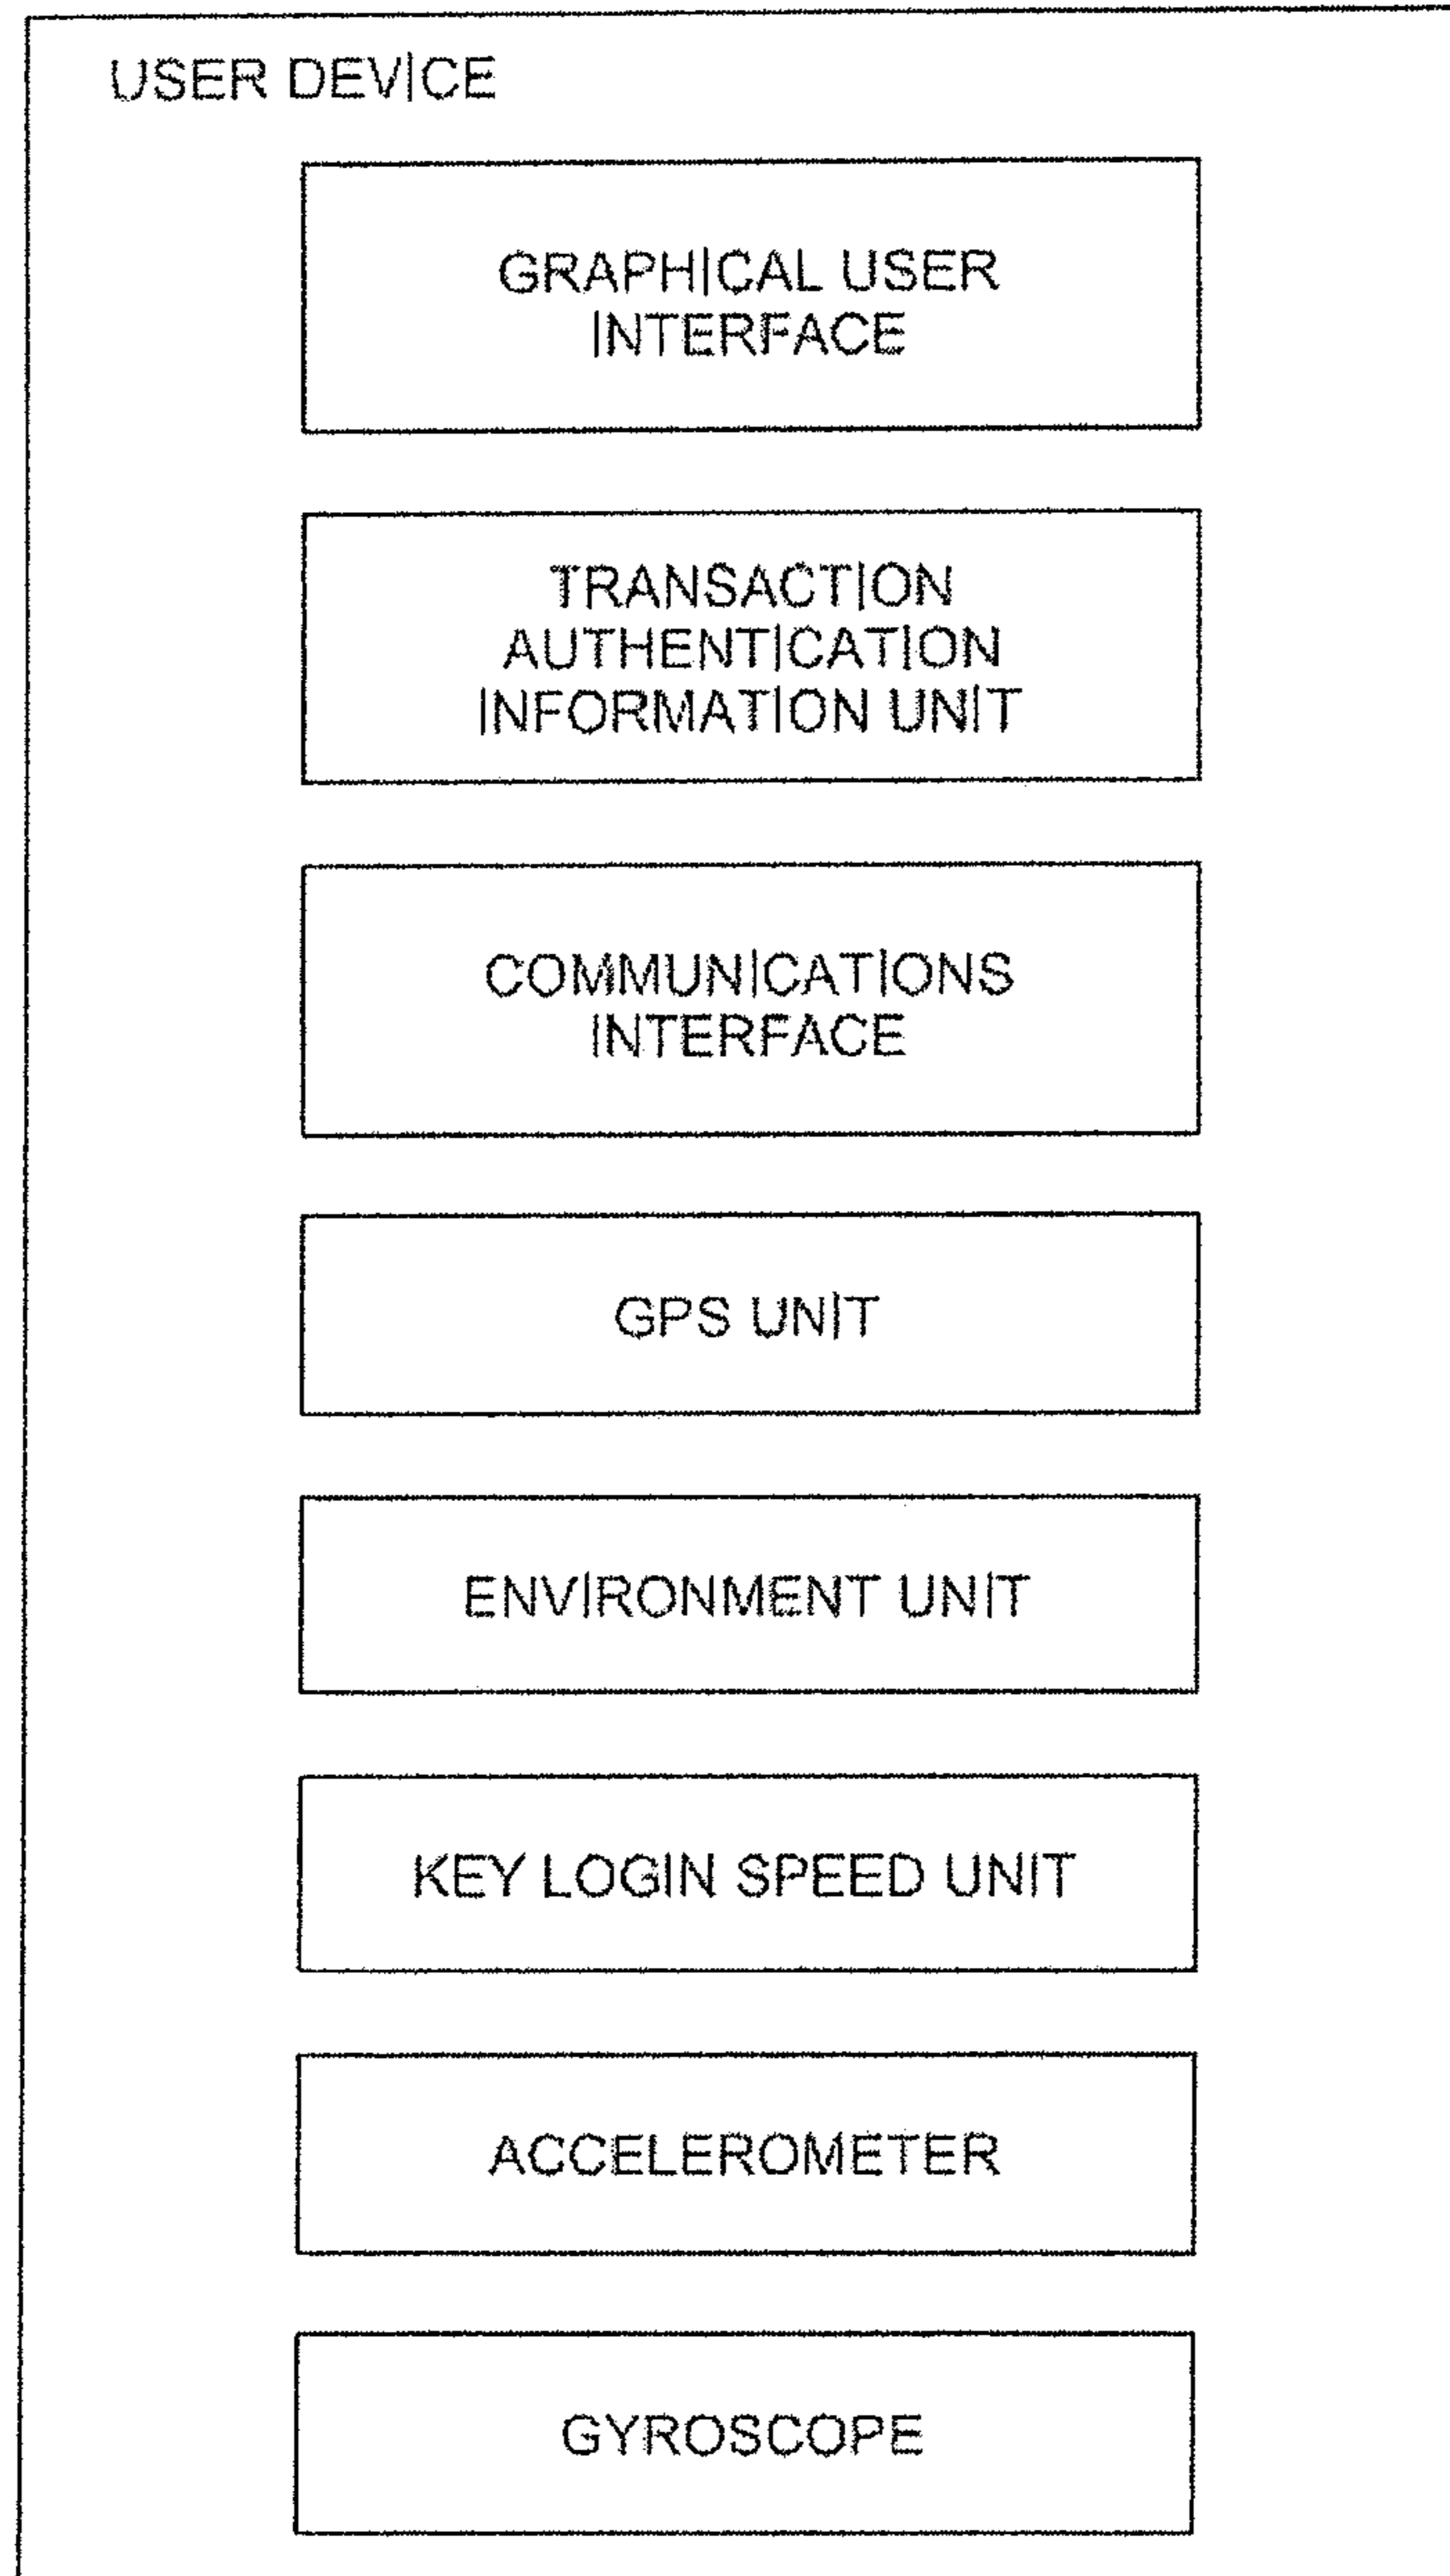 USER DEVICE
GRAPHICAL USER
INTERFACE
TRANSACTION
AUTHENTICATION
INFORMATION UNIT
COMMUNICATIONS
INTERFACE
GPS UNIT
ENVIRONMENT UNIT
KEY LOGIN SPEED UNIT
ACCELEROMETER
GYROSCOPE